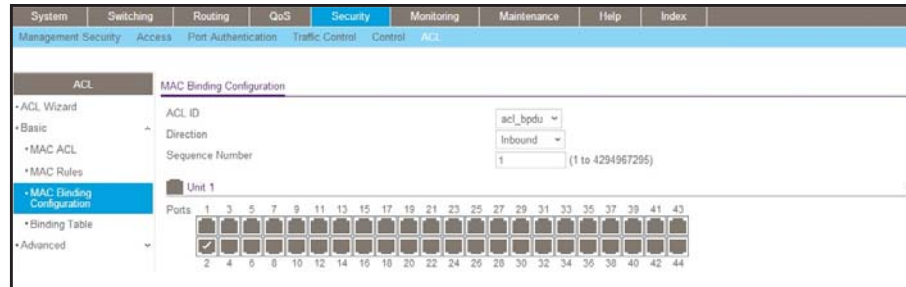 System Switching Routing QoS Security Monitoring Maintenance Help Index
Management Security Access Port Authentication Traffic Control Control ACL
ACL
MAC Binding Configuration
• ACL Wizard
• Basic
• MAC ACL
• MAC Rules
• MAC Binding
Configuration
• Binding Table
• Advanced
ACL ID acl_bpdu
Direction Inbound
Sequence Number 1 (1 to 4294967295)
Unit 1
Ports 1 3 5 7 9 11 13 15 17 19 21 23 25 27 29 31 33 35 37 39 41 43
2 4 6 8 10 12 14 16 18 20 22 24 26 28 30 32 34 36 38 40 42 44